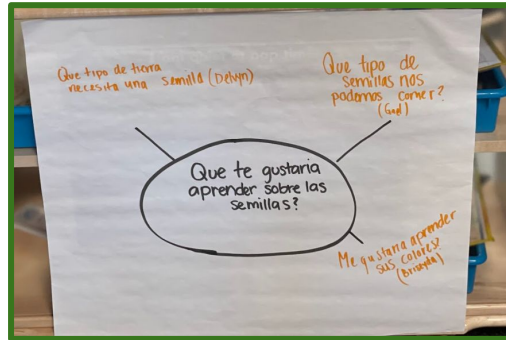 Que tipo de tierra
necesita una semilla (Delvyn)
Que tipo de
semillas nos
podemos comer?
(Gael)
Que te gustaria
aprender sobre las
semillas?
Me gustaria aprender
sus colores!